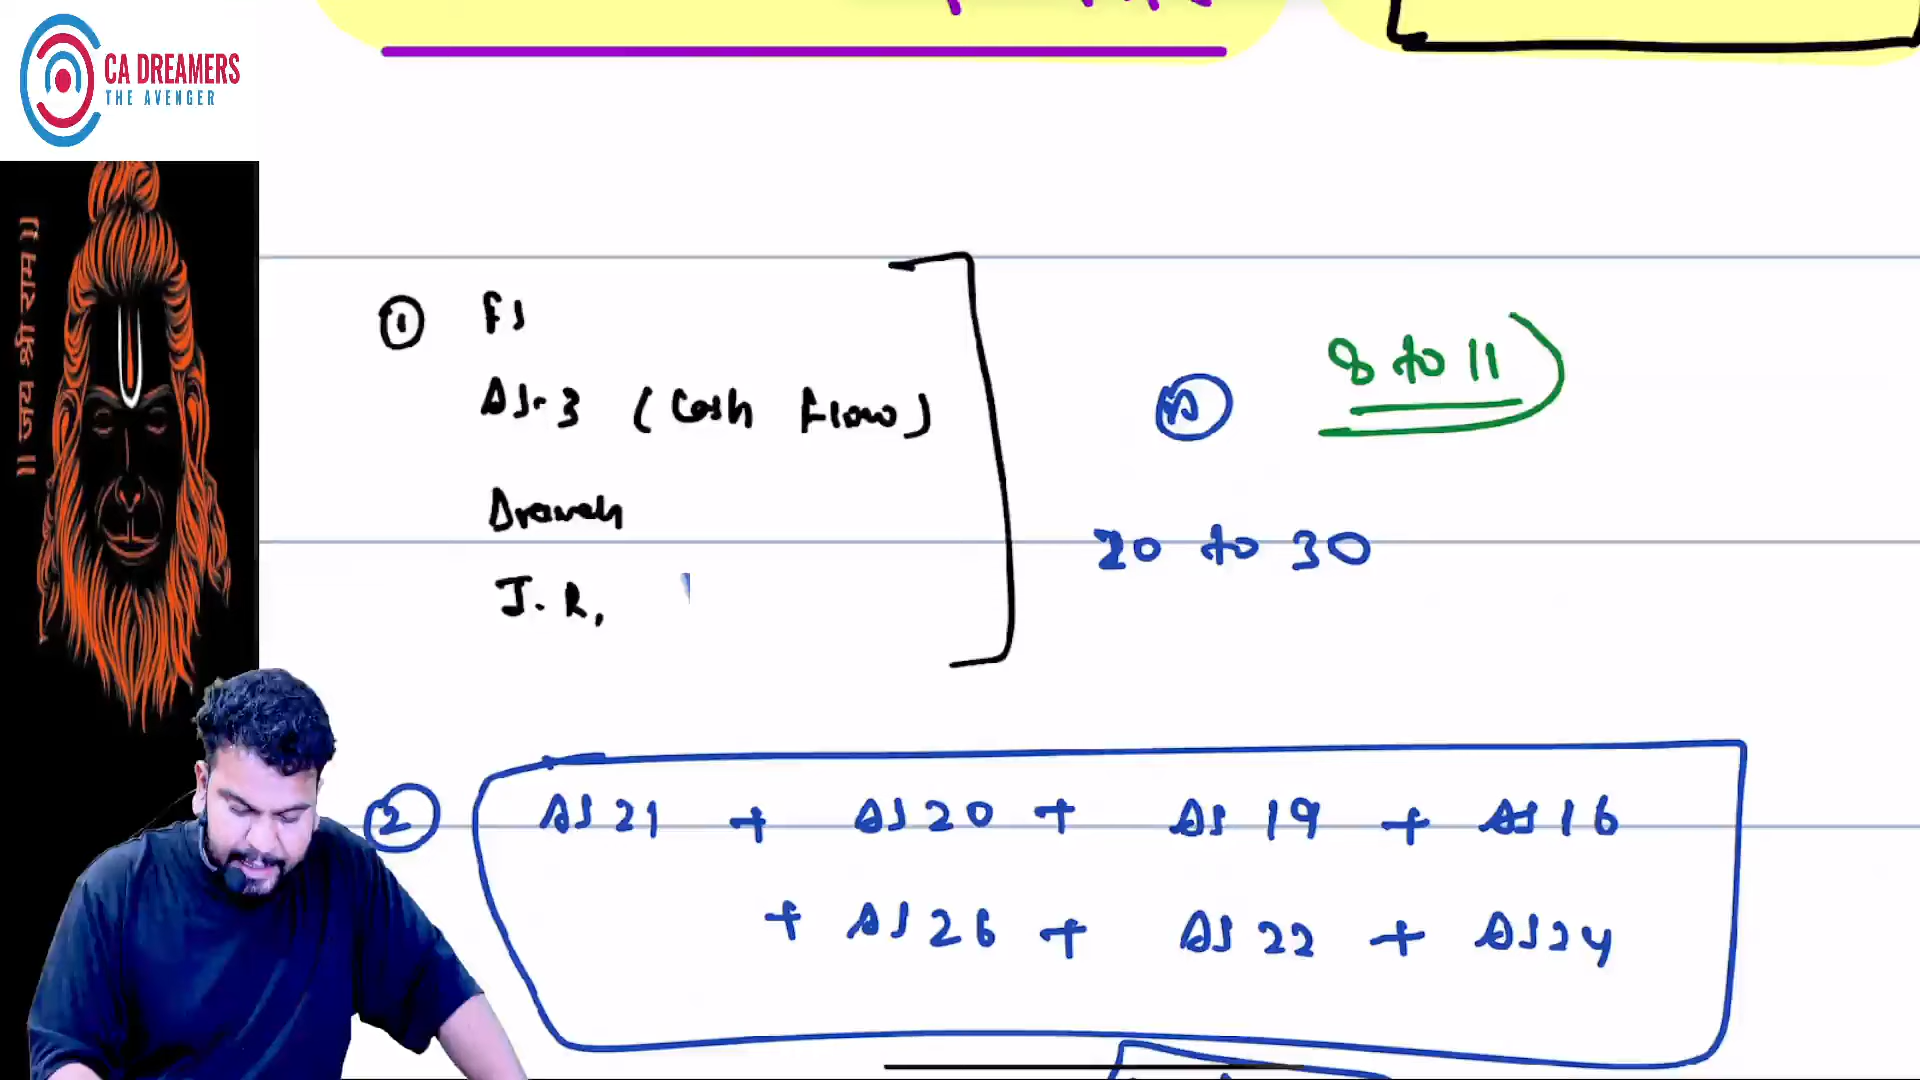 CA DREAMERS
THE AVENGER
॥ जय श्री राम ॥
① FS
AS-3 (Cash Flow)
Branch
I.R.
8 to 11
20 to 30
② AS 21 + AS 20 + AS 19 + AS 16
+ AS 26 + AS 22 + AS 24